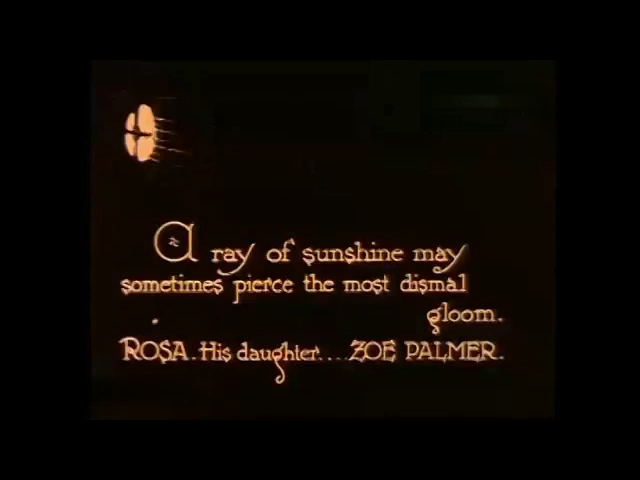 A ray of sunshine may
sometimes pierce the most dismal
gloom.
ROSA. His daughter.... ZOE PALMER.